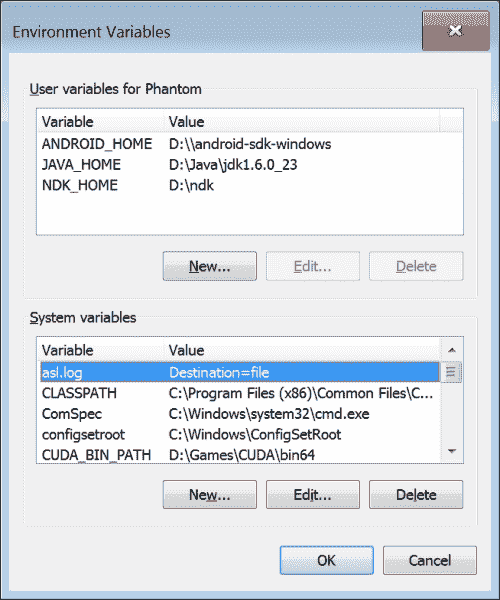 Environment Variables
User variables for Phantom
Variable Value
ANDROID_HOME D:\\android-sdk-windows
JAVA_HOME D:\Java\jdk1.6.0_23
NDK_HOME D:\ndk
New... Edit... Delete
System variables
Variable Value
asl.log Destination=file
CLASSPATH C:\Program Files (x86)\Common Files\C...
ComSpec C:\Windows\system32\cmd.exe
configsetroot C:\Windows\ConfigSetRoot
CUDA_BIN_PATH D:\Games\CUDA\bin64
New... Edit... Delete
OK Cancel